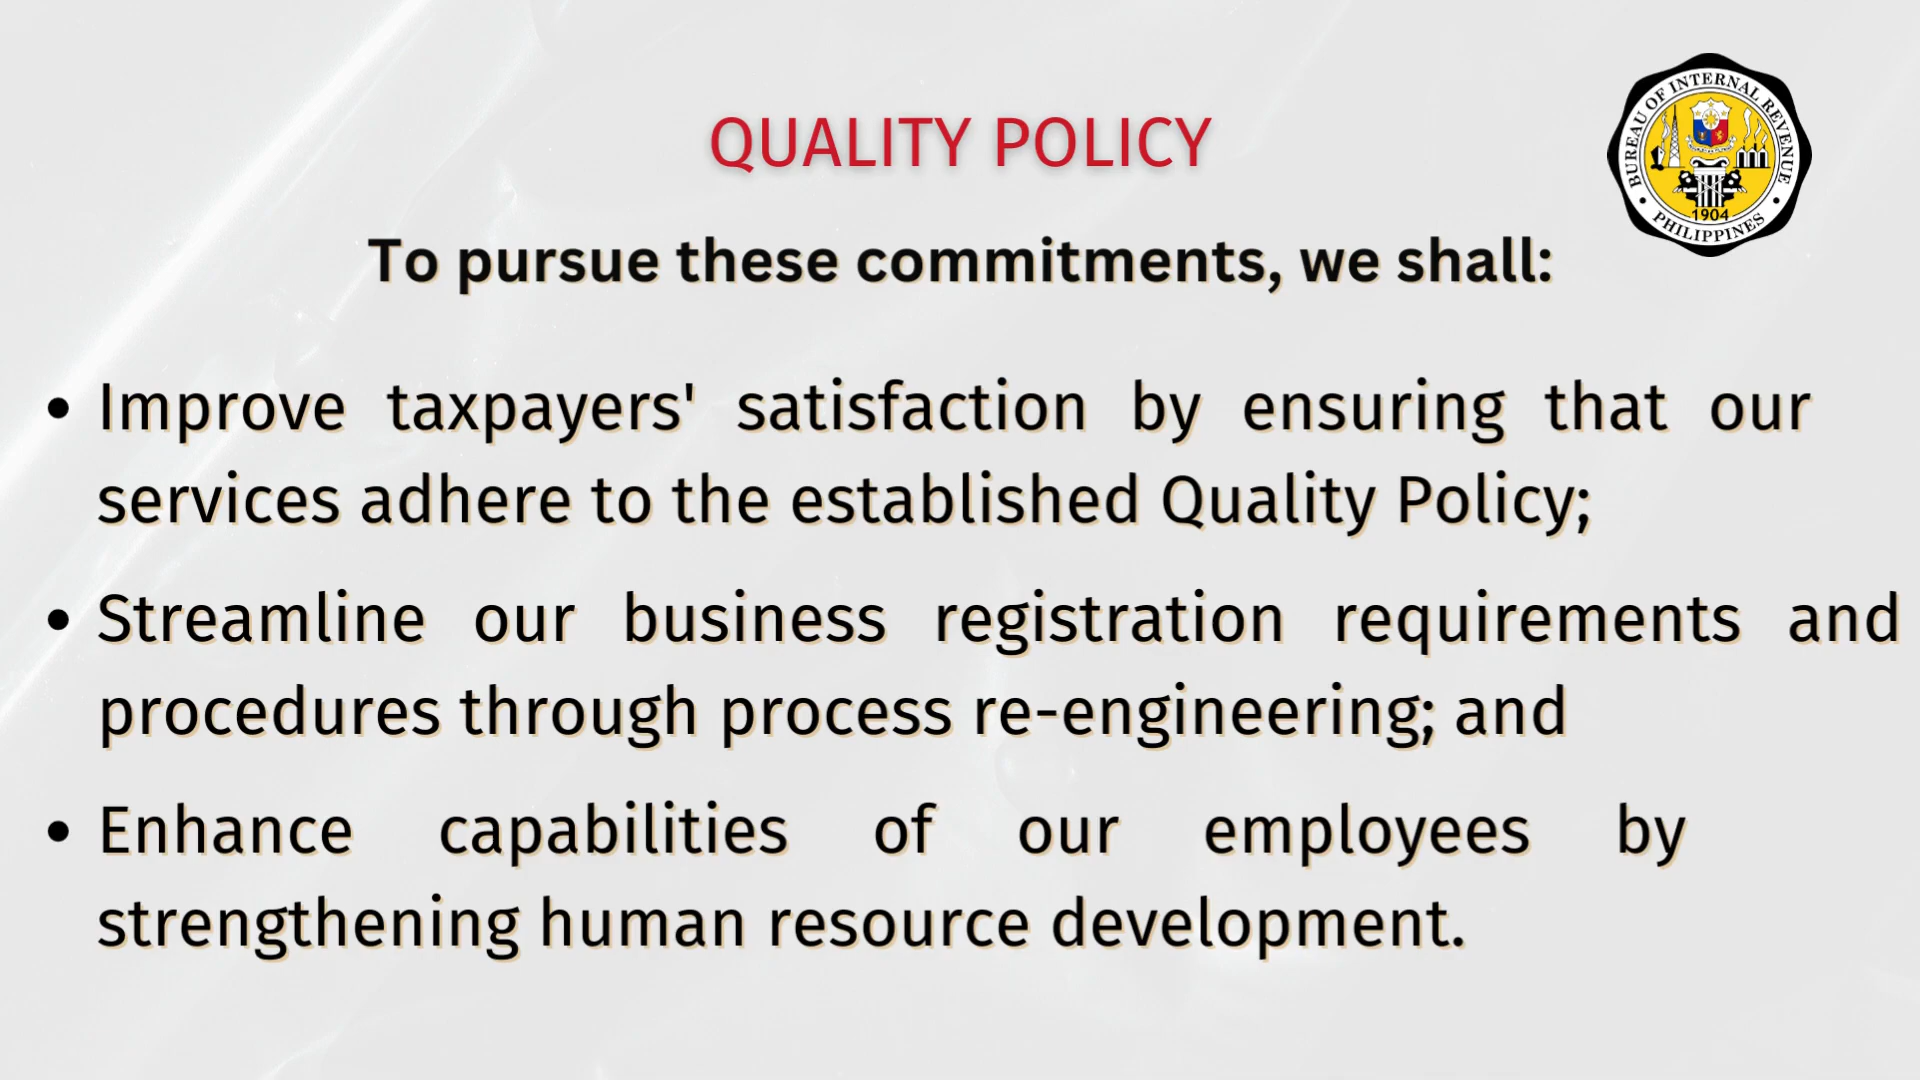 QUALITY POLICY
BUREAU OF INTERNAL REVENUE
1904
PHILIPPINES
To pursue these commitments, we shall:
• Improve taxpayers' satisfaction by ensuring that our
services adhere to the established Quality Policy;
• Streamline our business registration requirements and
procedures through process re-engineering; and
• Enhance capabilities of our employees by
strengthening human resource development.